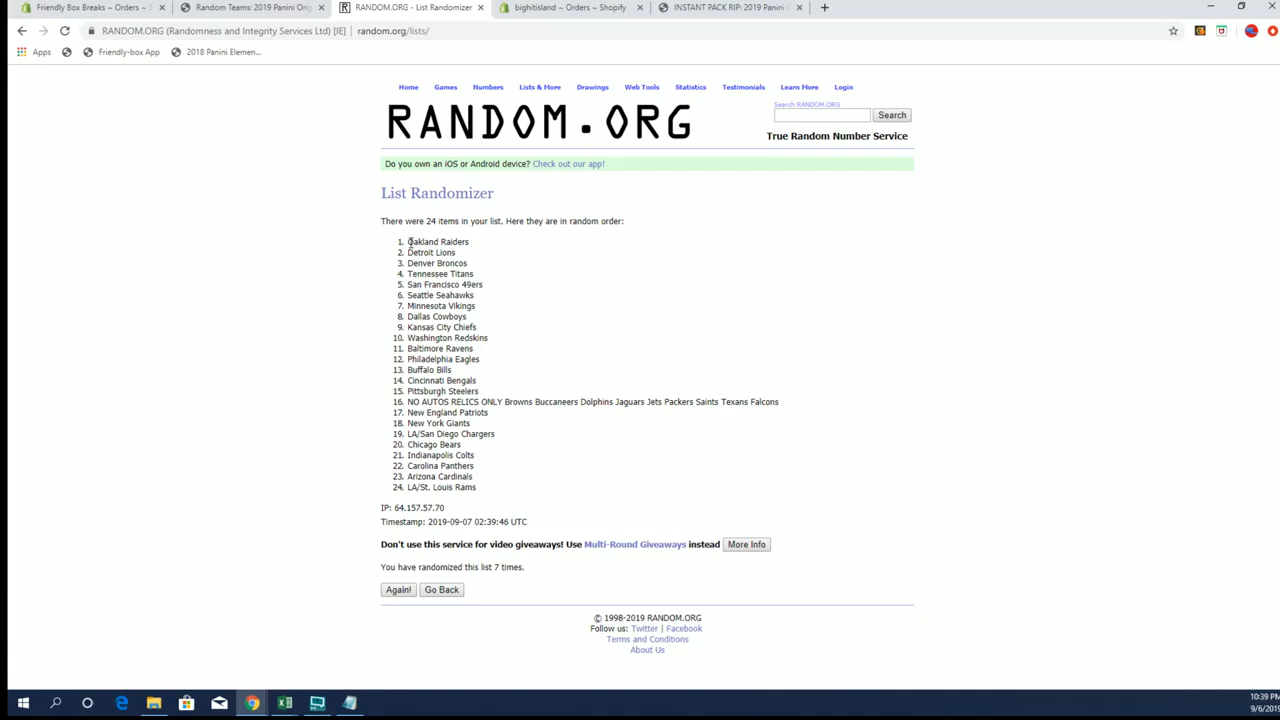 Friendly Box Breaks ~ Orders ~ S
Random Teams: 2019 Panini Orig
RANDOM.ORG - List Randomizer
bighitisland ~ Orders ~ Shopify
INSTANT PACK RIP: 2019 Panini
RANDOM.ORG (Randomness and Integrity Services Ltd) [IE] | random.org/lists/
Apps
Friendly-box App
2018 Panini Elemen...
Home Games Numbers Lists & More Drawings Web Tools Statistics Testimonials Learn More Login
RANDOM.ORG
Search RANDOM.ORG
Search
True Random Number Service
Do you own an iOS or Android device? Check out our app!
List Randomizer
There were 24 items in your list. Here they are in random order:
1. Oakland Raiders
2. Detroit Lions
3. Denver Broncos
4. Tennessee Titans
5. San Francisco 49ers
6. Seattle Seahawks
7. Minnesota Vikings
8. Dallas Cowboys
9. Kansas City Chiefs
10. Washington Redskins
11. Baltimore Ravens
12. Philadelphia Eagles
13. Buffalo Bills
14. Cincinnati Bengals
15. Pittsburgh Steelers
16. NO AUTOS RELICS ONLY Browns Buccaneers Dolphins Jaguars Jets Packers Saints Texans Falcons
17. New England Patriots
18. New York Giants
19. LA/San Diego Chargers
20. Chicago Bears
21. Indianapolis Colts
22. Carolina Panthers
23. Arizona Cardinals
24. LA/St. Louis Rams
IP: 64.157.57.70
Timestamp: 2019-09-07 02:39:46 UTC
Don't use this service for video giveaways! Use Multi-Round Giveaways instead More Info
You have randomized this list 7 times.
Again! Go Back
© 1998-2019 RANDOM.ORG
Follow us: Twitter | Facebook
Terms and Conditions
About Us
10:39 PM
9/6/2019